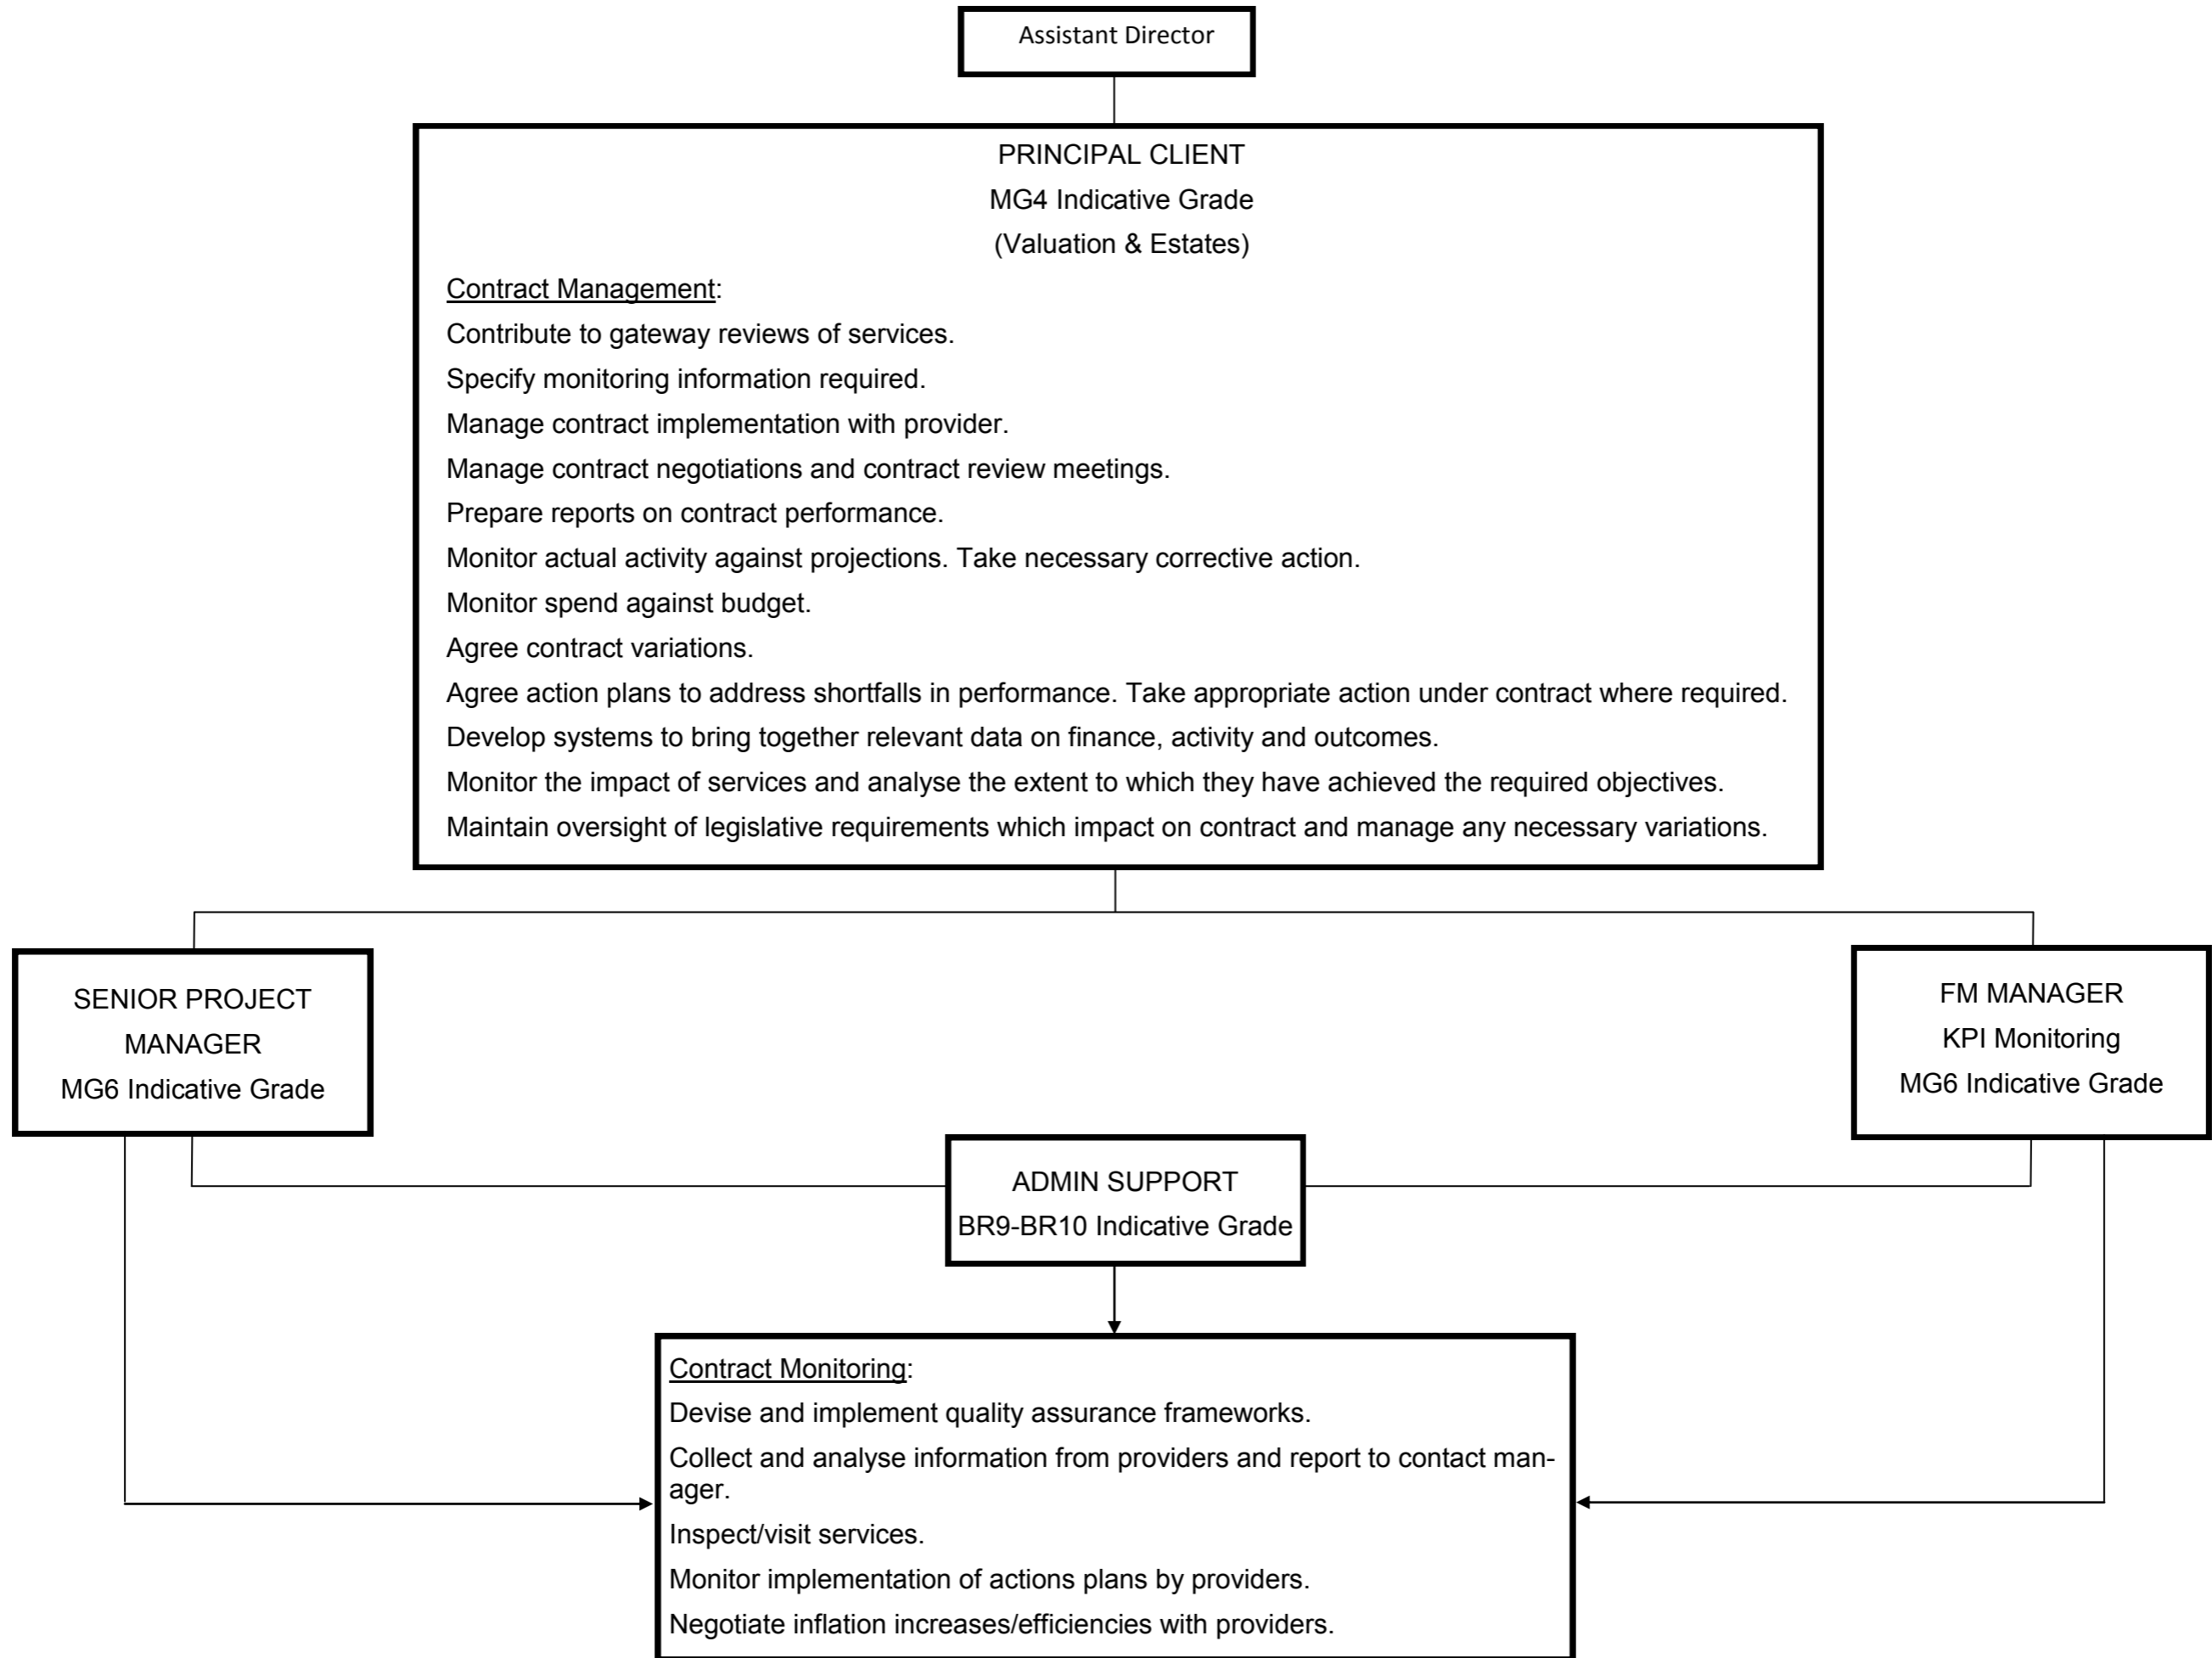 Assistant Director
PRINCIPAL CLIENT
MG4 Indicative Grade
(Valuation & Estates)
Contract Management:
Contribute to gateway reviews of services.
Specify monitoring information required.
Manage contract implementation with provider.
Manage contract negotiations and contract review meetings.
Prepare reports on contract performance.
Monitor actual activity against projections. Take necessary corrective action.
Monitor spend against budget.
Agree contract variations.
Agree action plans to address shortfalls in performance. Take appropriate action under contract where required.
Develop systems to bring together relevant data on finance, activity and outcomes.
Monitor the impact of services and analyse the extent to which they have achieved the required objectives.
Maintain oversight of legislative requirements which impact on contract and manage any necessary variations.
SENIOR PROJECT
MANAGER
MG6 Indicative Grade
FM MANAGER
KPI Monitoring
MG6 Indicative Grade
ADMIN SUPPORT
BR9-BR10 Indicative Grade
Contract Monitoring:
Devise and implement quality assurance frameworks.
Collect and analyse information from providers and report to contact man-
ager.
Inspect/visit services.
Monitor implementation of actions plans by providers.
Negotiate inflation increases/efficiencies with providers.